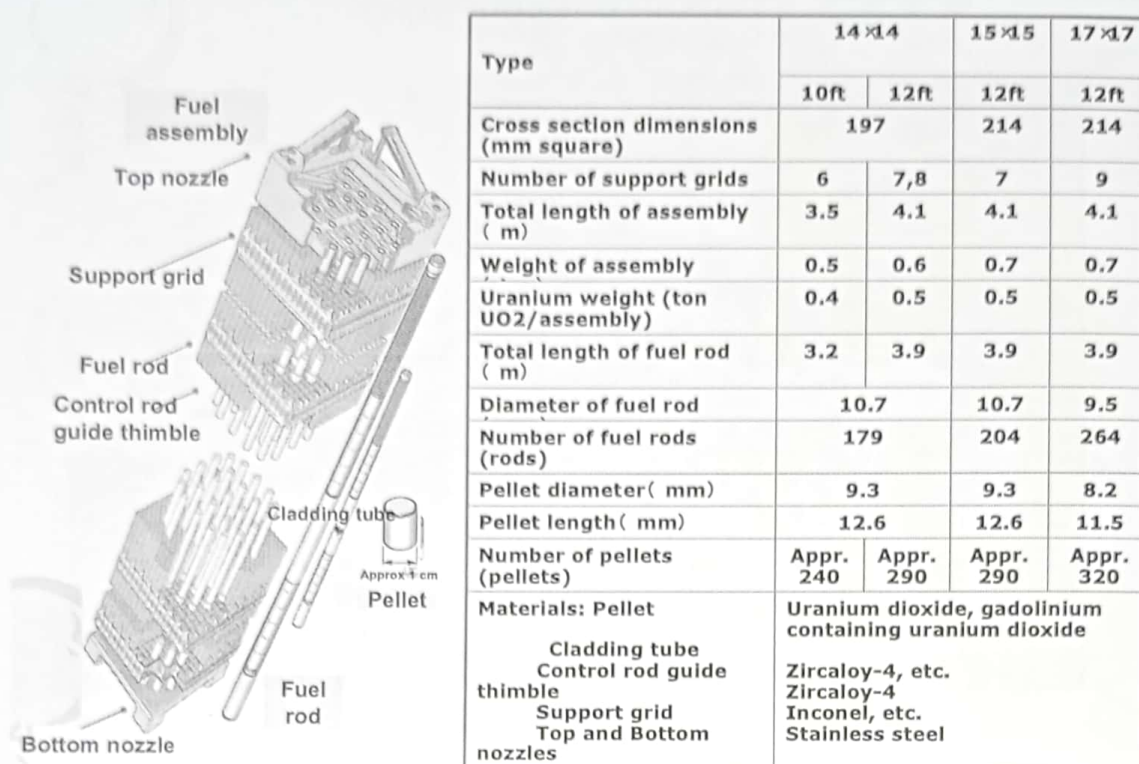 Fuel
assembly
Top nozzle
Support grid
Fuel rod
Control rod
guide thimble
Cladding tube
Approx 1 cm
Pellet
Fuel
rod
Bottom nozzle
Type 14×14 15×15 17×17
10ft 12ft 12ft 12ft
Cross section dimensions
(mm square) 197 214 214
Number of support grids 6 7,8 7 9
Total length of assembly
( m) 3.5 4.1 4.1 4.1
Weight of assembly 0.5 0.6 0.7 0.7
Uranium weight (ton
UO2/assembly) 0.4 0.5 0.5 0.5
Total length of fuel rod
( m) 3.2 3.9 3.9 3.9
Diameter of fuel rod 10.7 10.7 9.5
Number of fuel rods
(rods) 179 204 264
Pellet diameter( mm) 9.3 9.3 8.2
Pellet length( mm) 12.6 12.6 11.5
Number of pellets Appr. Appr. Appr. Appr.
(pellets) 240 290 290 320
Materials: Pellet Uranium dioxide, gadolinium
containing uranium dioxide
Cladding tube
Control rod guide Zircaloy-4, etc.
thimble Zircaloy-4
Support grid Inconel, etc.
Top and Bottom Stainless steel
nozzles